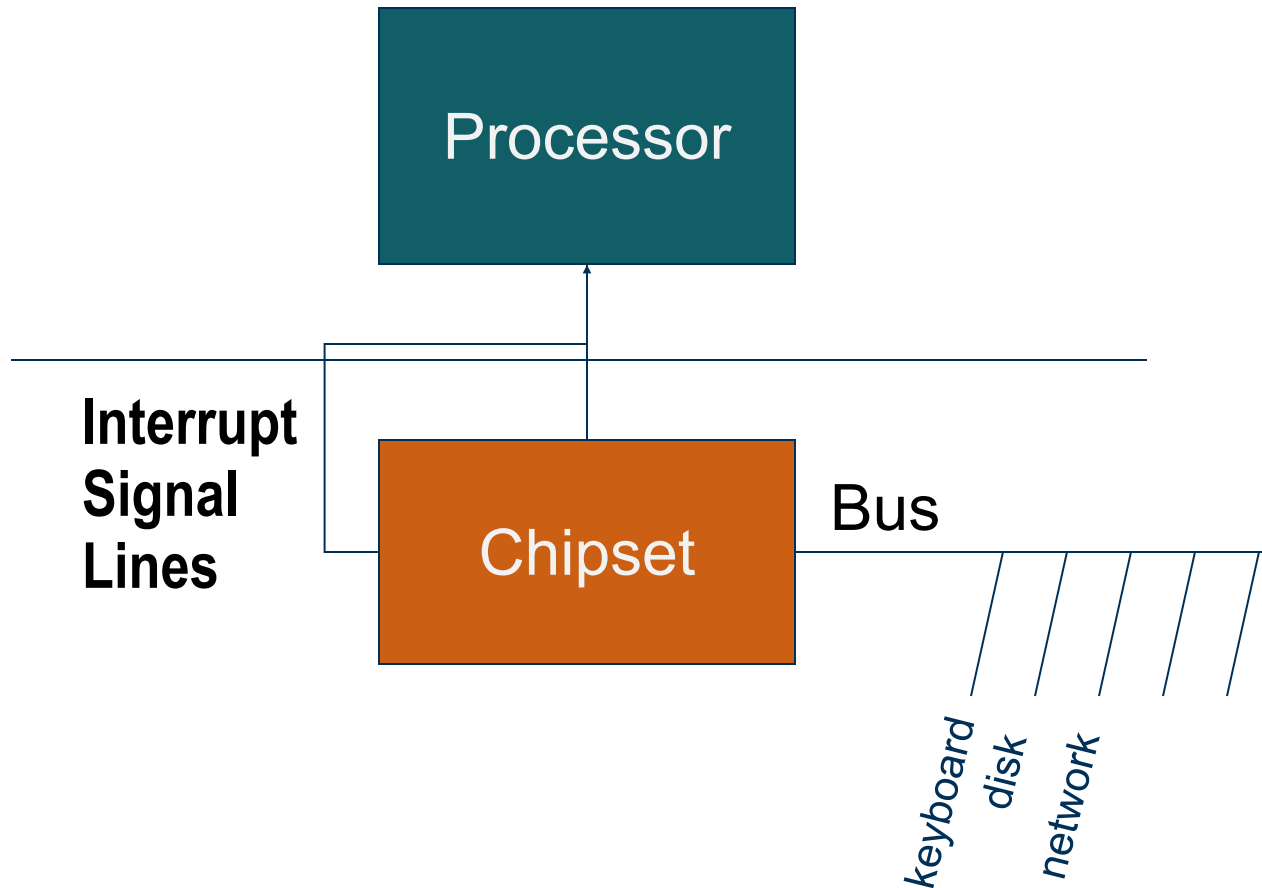 Processor
Interrupt
Signal
Lines
Bus
Chipset
keyboard
disk
network